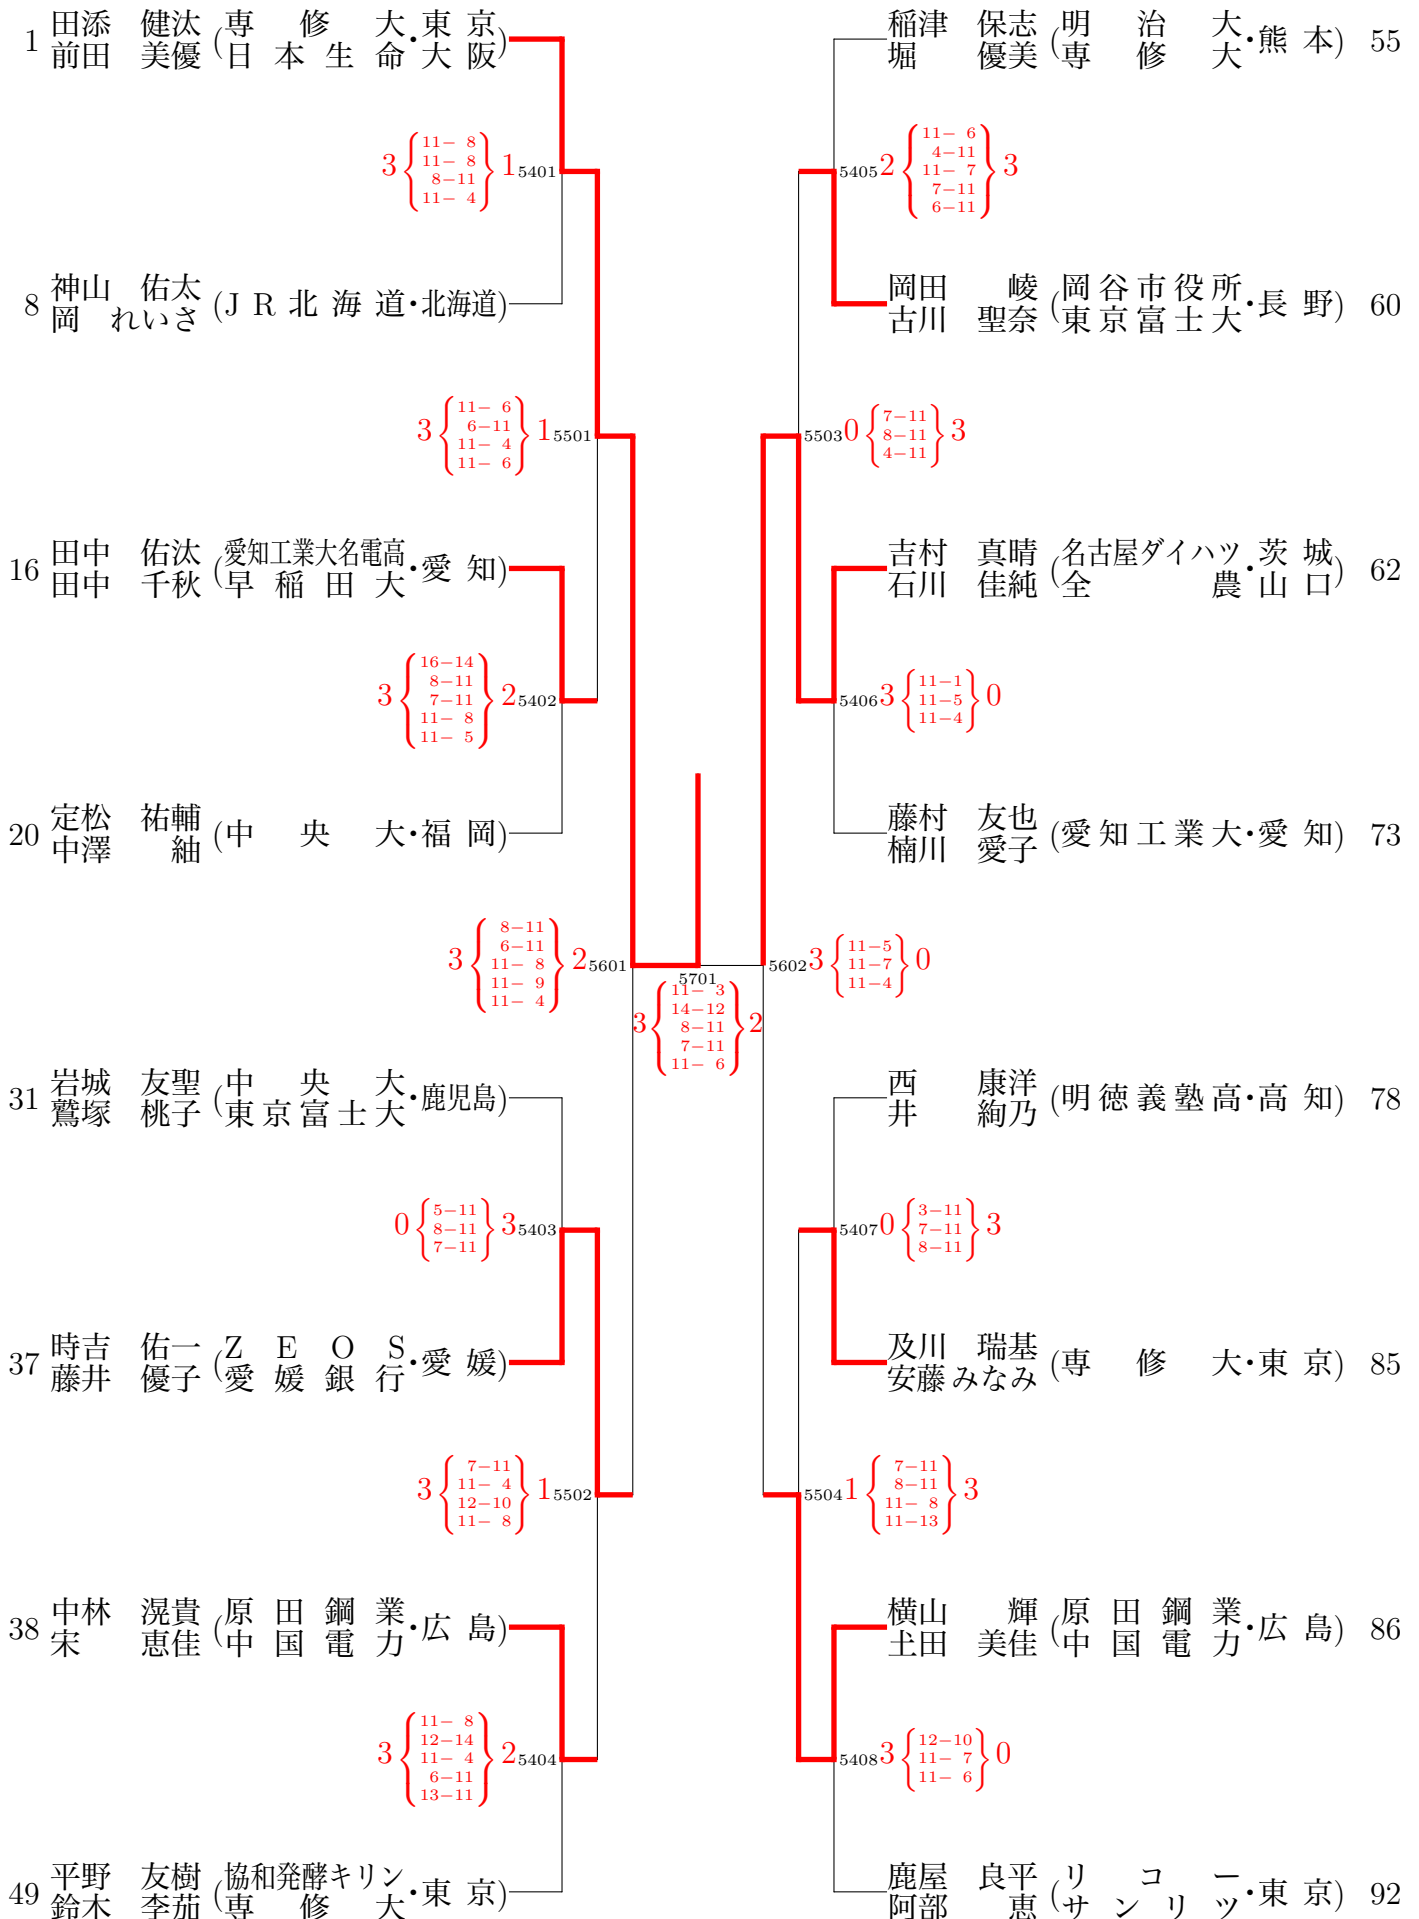 1 田添 健汰 (専修大・東京)
前田 美優 (日本生命・大阪)
3 1 5401
11- 8
11- 8
8-11
11- 4
8 神山 佑太 (JR北海道・北海道)
岡 れいさ
3 1 5501
11- 6
6-11
11- 4
11- 6
16 田中 佑汰 (愛知工業大名電高・愛知)
田中 千秋 (早稲田大
3 2 5402
16-14
8-11
7-11
11- 8
11- 5
20 定松 祐輔 (中央大・福岡)
中澤 紬
3 2 5601
8-11
6-11
11- 8
11- 9
11- 4
31 岩城 友聖 (中央大・鹿児島)
鷲塚 桃子 (東京富士大
0 3 5403
5-11
8-11
7-11
37 時吉 佑一 (ZEOS・愛媛)
藤井 優子 (愛媛銀行
3 1 5502
7-11
11- 4
12-10
11- 8
38 中林 滉貴 (原田鋼業・広島)
宋 恵佳 (中国電力
3 2 5404
11- 8
12-14
11- 4
6-11
13-11
49 平野 友樹 (協和発酵キリン・東京)
鈴木 李茄 (専修大
5701
3 2
11- 3
14-12
8-11
7-11
11- 6
稲津 保志 (明治大・熊本) 55
堀 優美 (専修大
5405 2 3
11- 6
4-11
11- 7
7-11
6-11
岡田 崚 (岡谷市役所・長野) 60
古川 聖奈 (東京富士大
5503 0 3
7-11
8-11
4-11
吉村 真晴 (名古屋ダイハツ・茨城) 62
石川 佳純 (全農・山口)
5406 3 0
11-1
11-5
11-4
藤村 友也 (愛知工業大・愛知) 73
楠川 愛子
5602 3 0
11-5
11-7
11-4
西 康洋 (明徳義塾高・高知) 78
井 絢乃
5407 0 3
3-11
7-11
8-11
及川 瑞基 (専修大・東京) 85
安藤 みなみ
5504 1 3
7-11
8-11
11- 8
11-13
横山 輝 (原田鋼業・広島) 86
土田 美佳 (中国電力
5408 3 0
12-10
11- 7
11- 6
鹿屋 良平 (リコー・東京) 92
阿部 恵 (サンリツ